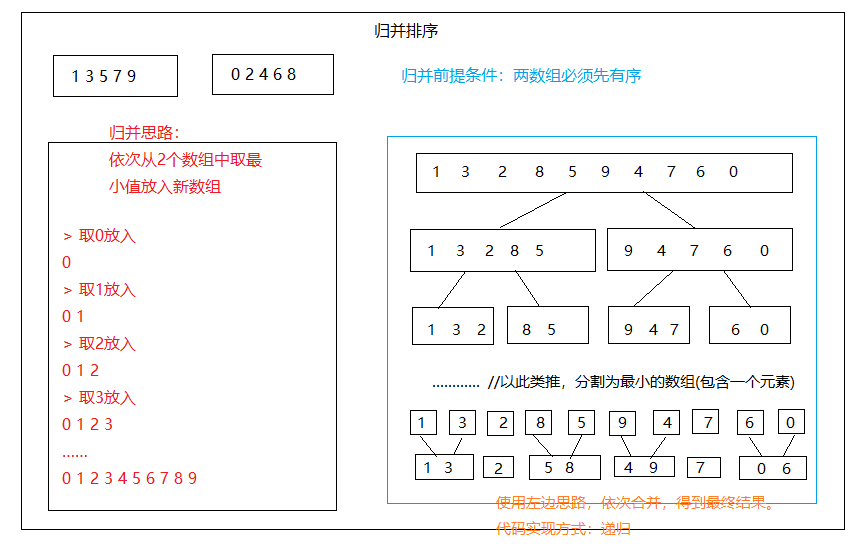 归并排序
1 3 5 7 9
0 2 4 6 8
归并前提条件：两数组必须先有序
归并思路：
依次从2个数组中取最
小值放入新数组
> 取0放入
0
> 取1放入
0 1
> 取2放入
0 1 2
> 取3放入
0 1 2 3
......
0 1 2 3 4 5 6 7 8 9
1 3 2 8 5 9 4 7 6 0
1 3 2 8 5
9 4 7 6 0
1 3 2
8 5
9 4 7
6 0
............ //以此类推，分割为最小的数组(包含一个元素)
1 3 2 8 5 9 4 7 6 0
1 3
2
5 8
4 9
7
0 6
使用左边思路，依次合并，得到最终结果。
代码实现方式：递归